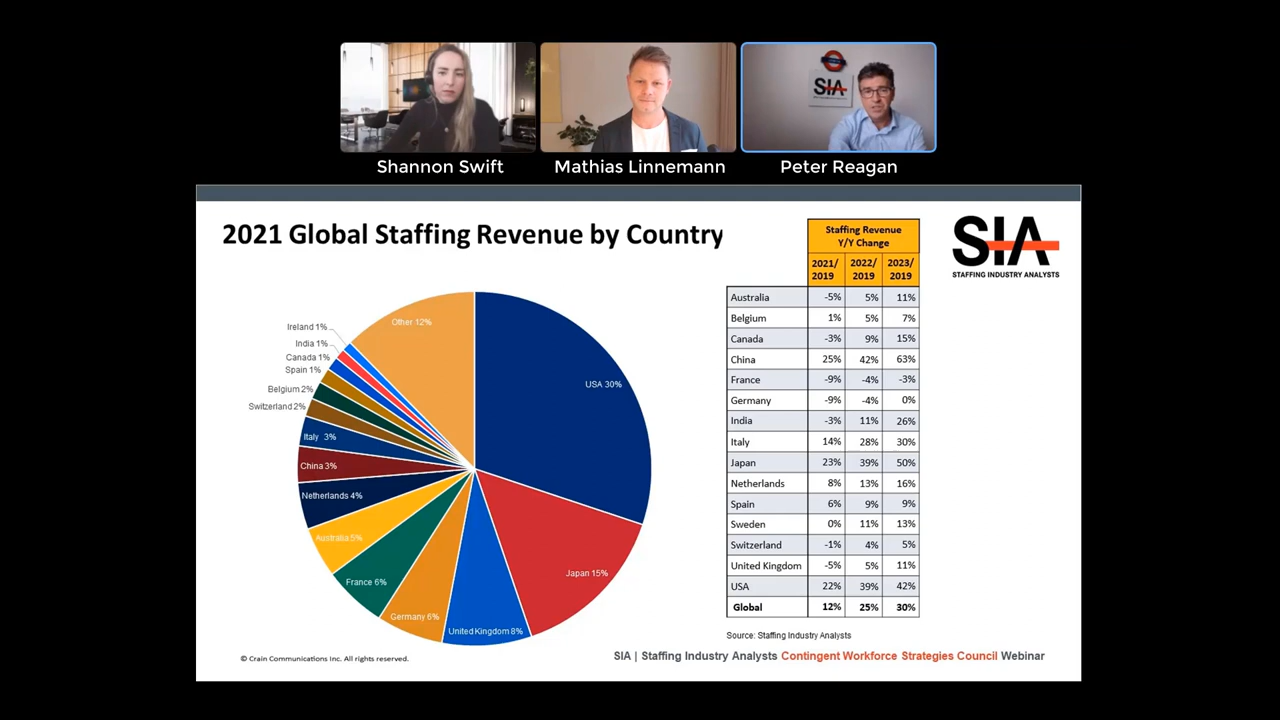 SIA
Shannon Swift
Mathias Linnemann
Peter Reagan
2021 Global Staffing Revenue by Country
Staffing Revenue
Y/Y Change
2021/ 2022/ 2023/
2019 2019 2019
Australia -5% 5% 11%
Belgium 1% 5% 7%
Canada -3% 9% 15%
China 25% 42% 63%
France -9% -4% -3%
Germany -9% -4% 0%
India -3% 11% 26%
Italy 14% 28% 30%
Japan 23% 39% 50%
Netherlands 8% 13% 16%
Spain 6% 9% 9%
Sweden 0% 11% 13%
Switzerland -1% 4% 5%
United Kingdom -5% 5% 11%
USA 22% 39% 42%
Global 12% 25% 30%
Source: Staffing Industry Analysts
SIA
STAFFING INDUSTRY ANALYSTS
Other 12%
Ireland 1%
India 1%
Canada 1%
Spain 1%
Belgium 2%
Switzerland 2%
Italy 3%
China 3%
Netherlands 4%
Australia 5%
France 6%
Germany 6%
United Kingdom 8%
Japan 15%
USA 30%
© Crain Communications Inc. All rights reserved.
SIA | Staffing Industry Analysts Contingent Workforce Strategies Council Webinar